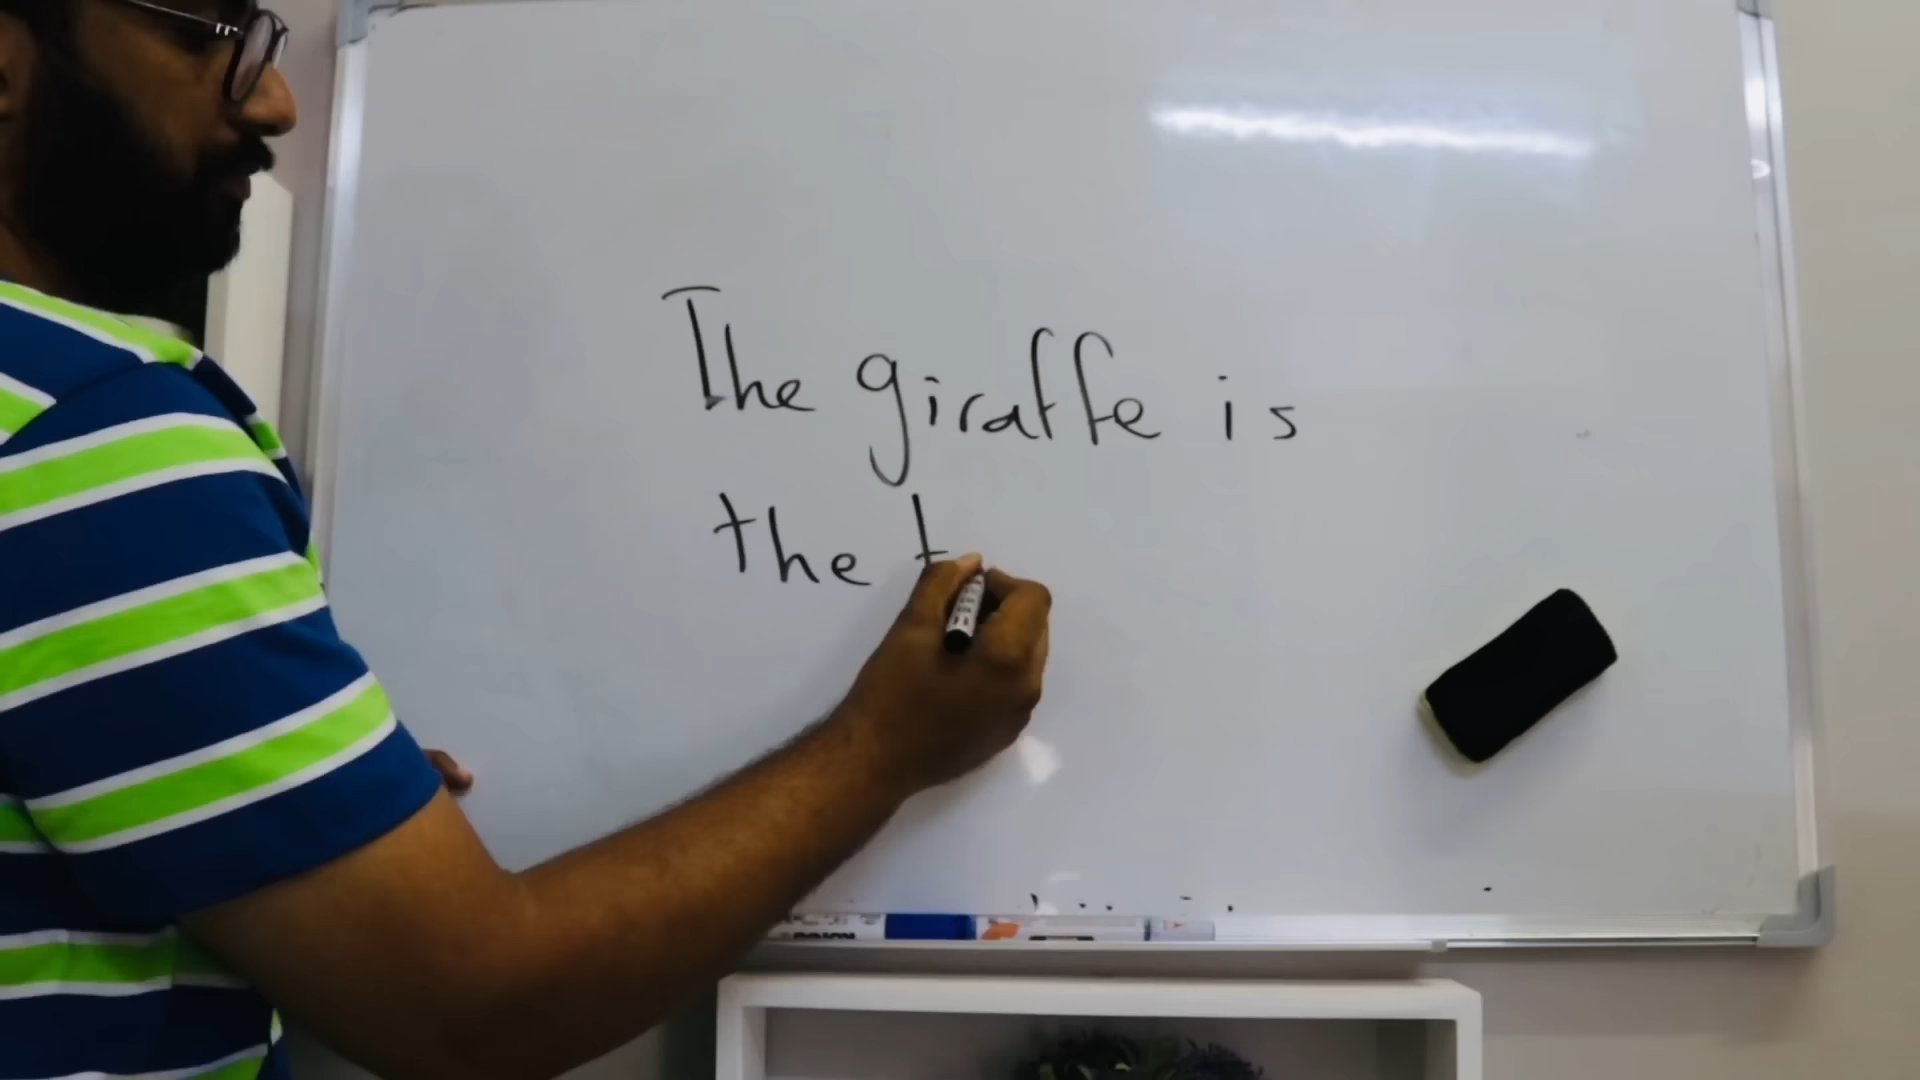 The giraffe is
the t